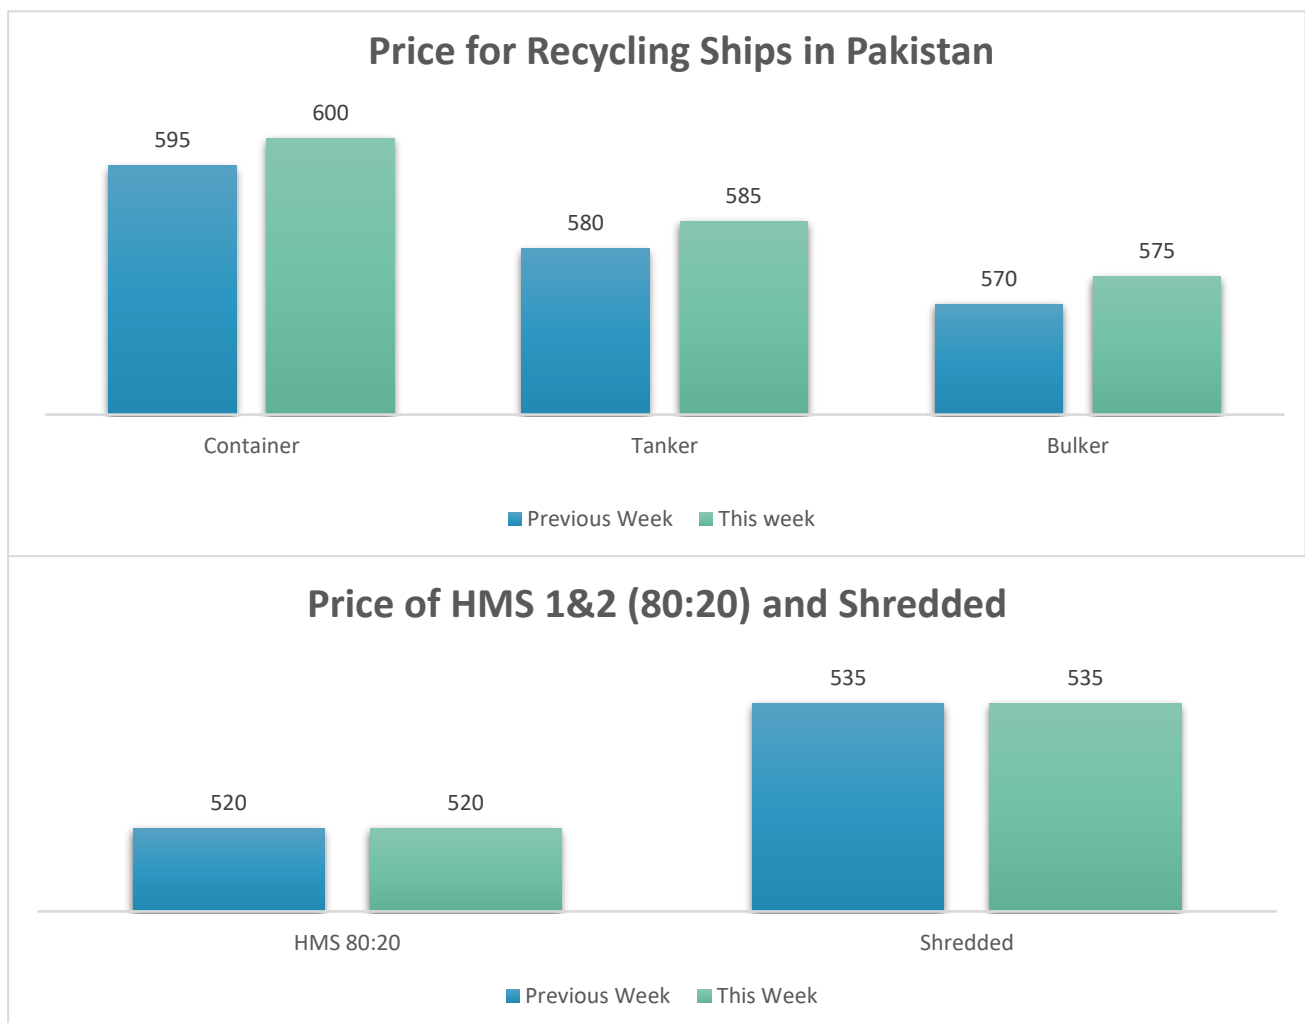 Price for Recycling Ships in Pakistan
595 600 580 585 570 575
Container Tanker Bulker
Previous Week This week
Price of HMS 1&2 (80:20) and Shredded
520 520 535 535
HMS 80:20 Shredded
Previous Week This Week